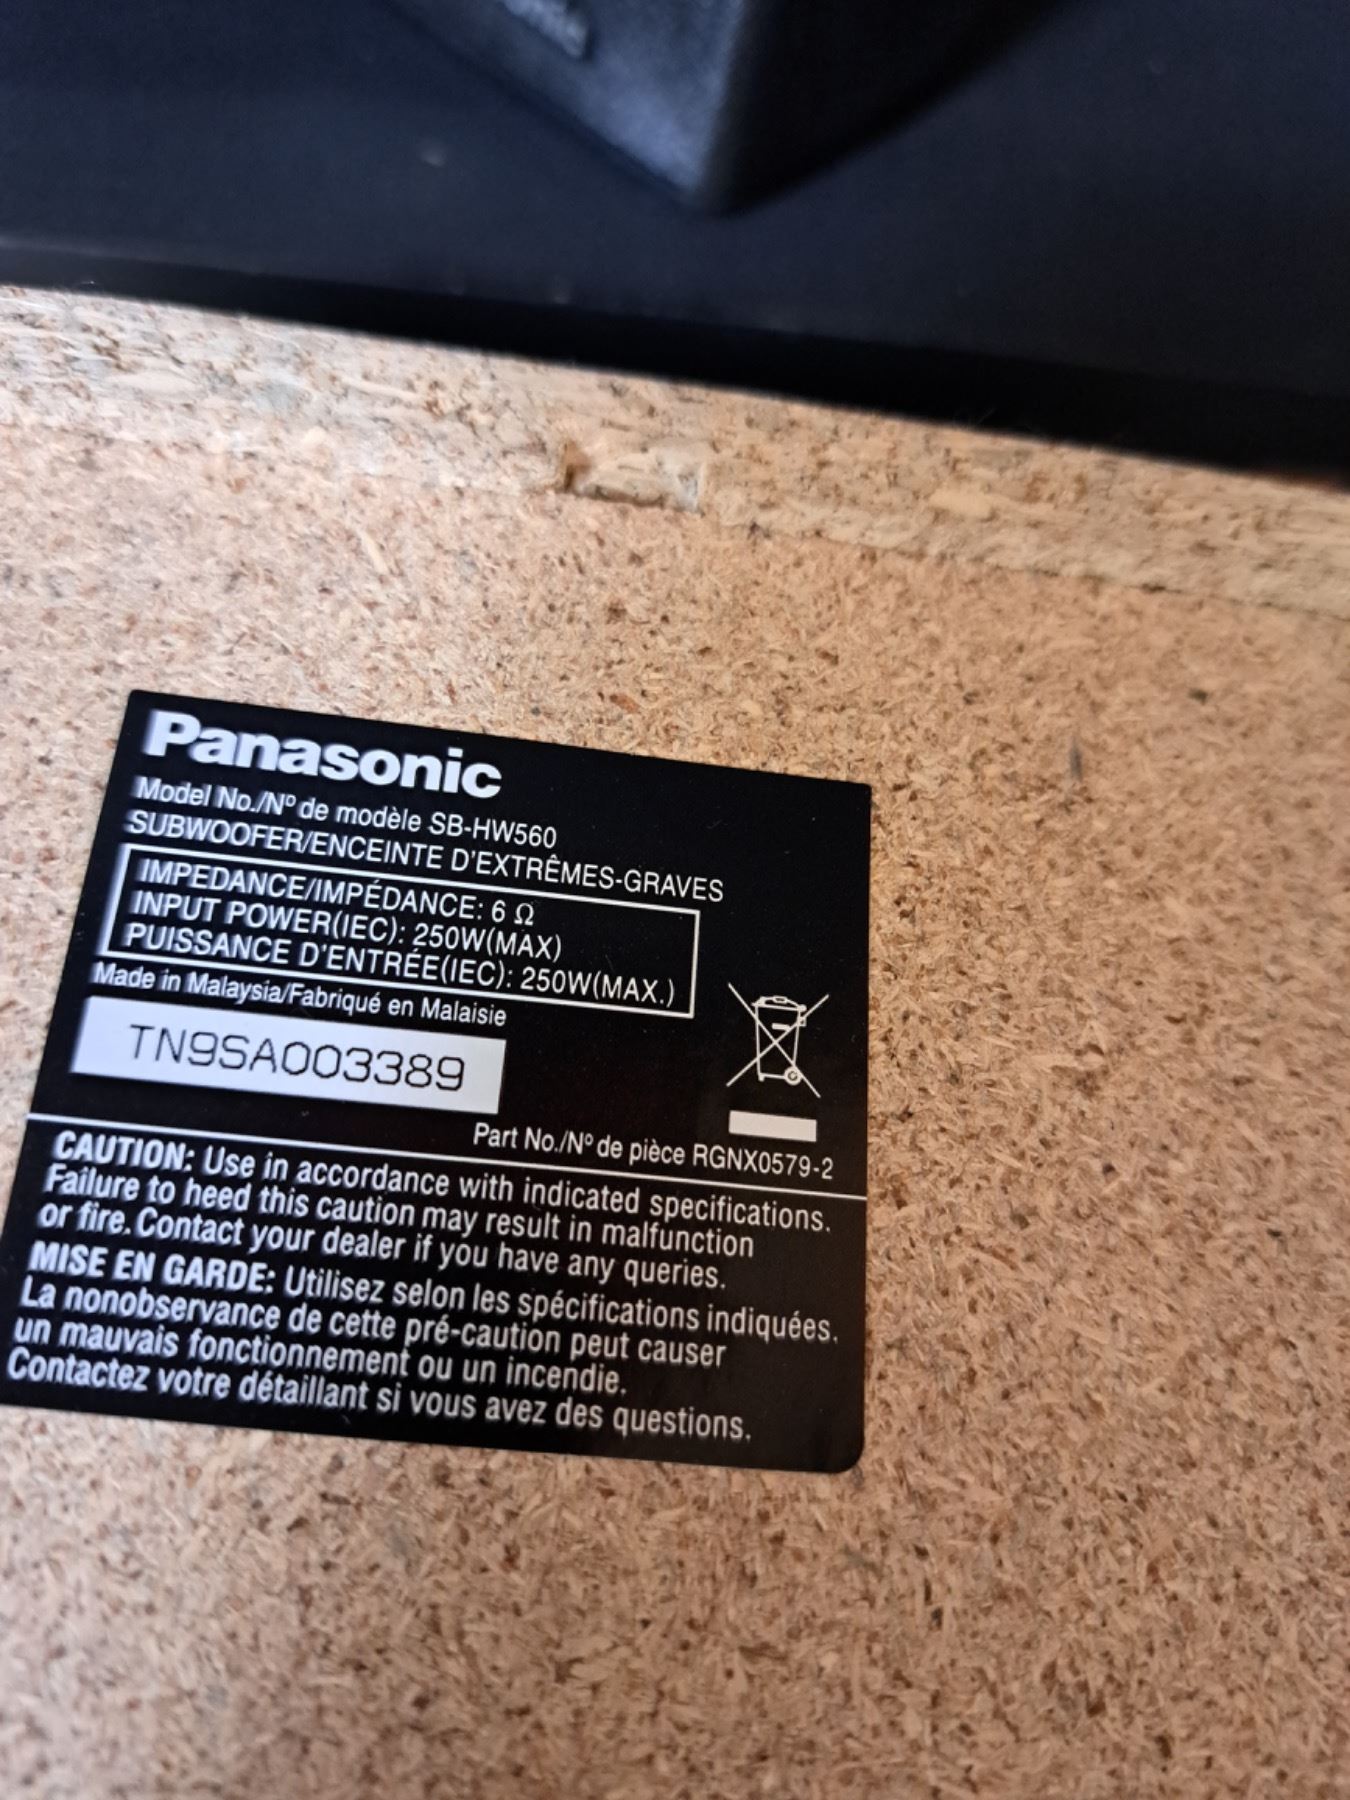 Panasonic
Model No./Nº de modèle SB-HW560
SUBWOOFER/ENCEINTE D'EXTRÊMES-GRAVES
IMPEDANCE/IMPÉDANCE: 6 Ω
INPUT POWER(IEC): 250W(MAX)
PUISSANCE D'ENTRÉE(IEC): 250W(MAX.)
Made in Malaysia/Fabriqué en Malaisie
TN9SA003389
Part No./Nº de pièce RGNX0579-2
CAUTION: Use in accordance with indicated specifications.
Failure to heed this caution may result in malfunction
or fire. Contact your dealer if you have any queries.
MISE EN GARDE: Utilisez selon les spécifications indiquées.
La nonobservance de cette pré-caution peut causer
un mauvais fonctionnement ou un incendie.
Contactez votre détaillant si vous avez des questions.